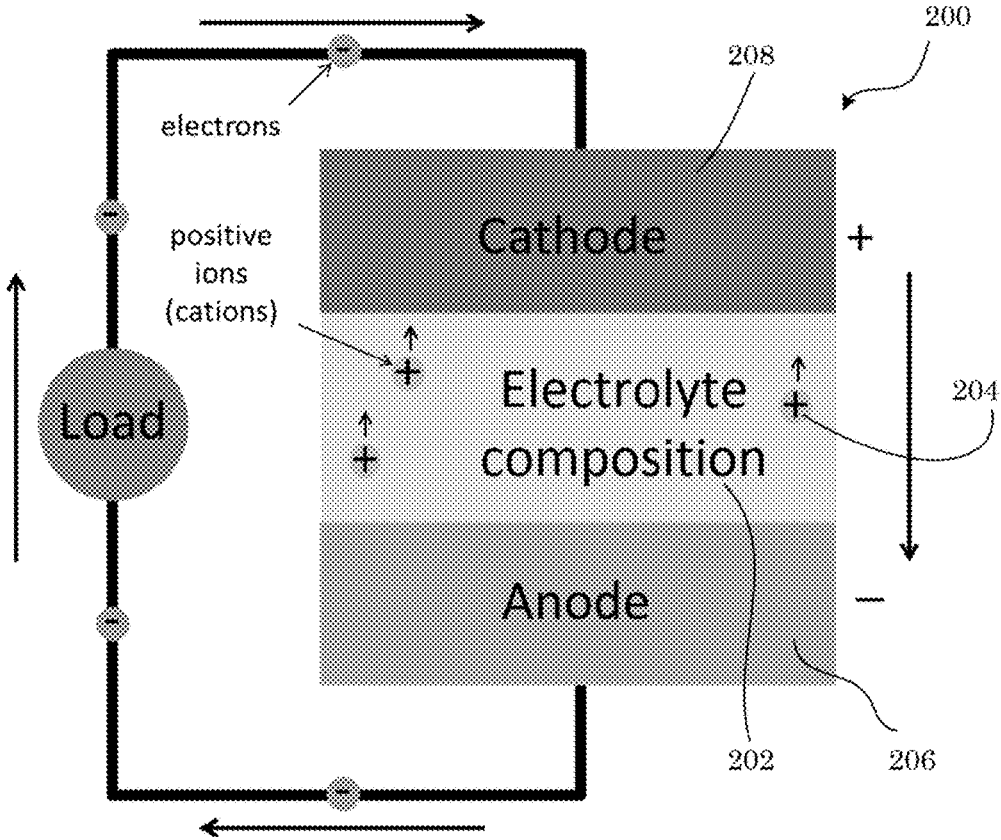 200
208
electrons
Cathode
+
positive
ions
(cations)
+
Electrolyte
composition
+
204
+
Load
Anode
−
202
206
-
-
-
-